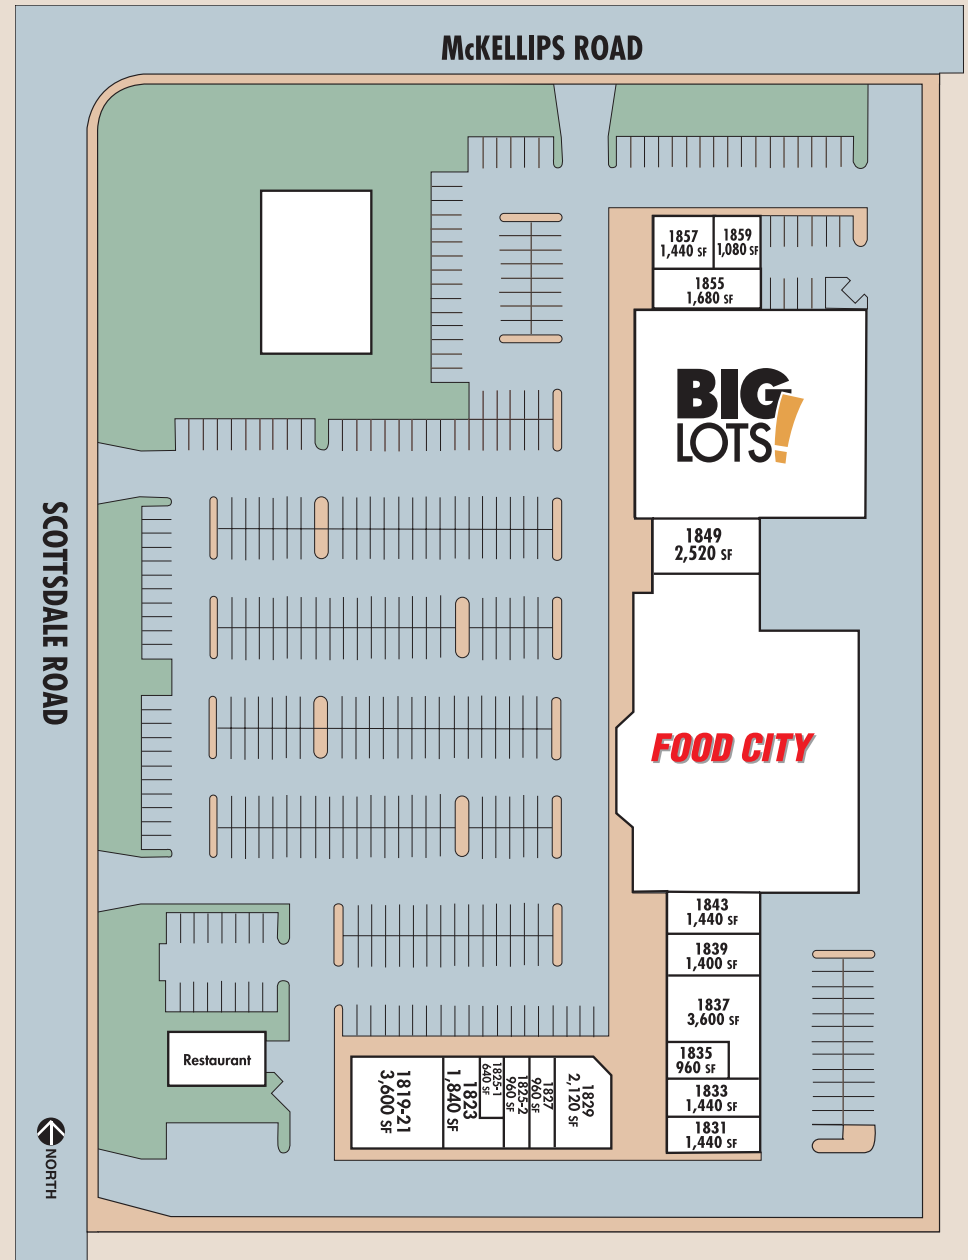 McKELLIPS ROAD
1857
1,440 SF
1859
1,080 SF
1855
1,680 SF
BIG
LOTS!
SCOTTSDALE ROAD
1849
2,520 SF
FOOD CITY
1843
1,440 SF
1839
1,400 SF
1837
3,600 SF
1835
960 SF
1833
1,440 SF
1831
1,440 SF
Restaurant
1819-21
3,600 SF
1823
1,840 SF
1825-1
640 SF
1825-2
960 SF
1827
960 SF
1829
2,120 SF
NORTH